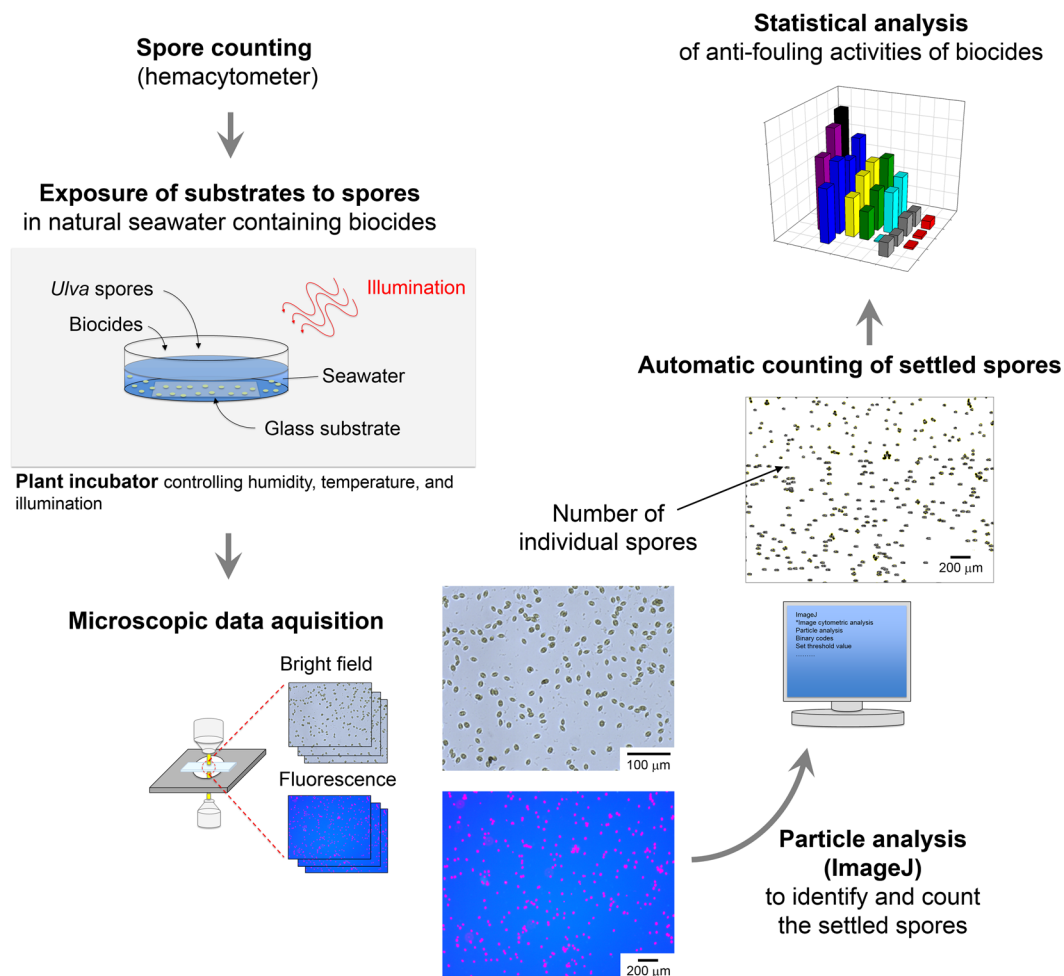 Spore counting
(hemacytometer)
Exposure of substrates to spores
in natural seawater containing biocides
Ulva spores
Biocides
Illumination
Seawater
Glass substrate
Plant incubator controlling humidity, temperature, and
illumination
Microscopic data aquisition
Bright field
Fluorescence
100 μm
200 μm
Particle analysis
(ImageJ)
to identify and count
the settled spores
ImageJ
*Image cytometric analysis
Particle analysis
Binary codes
Set threshold value
............
Automatic counting of settled spores
Number of
individual spores
200 μm
Statistical analysis
of anti-fouling activities of biocides